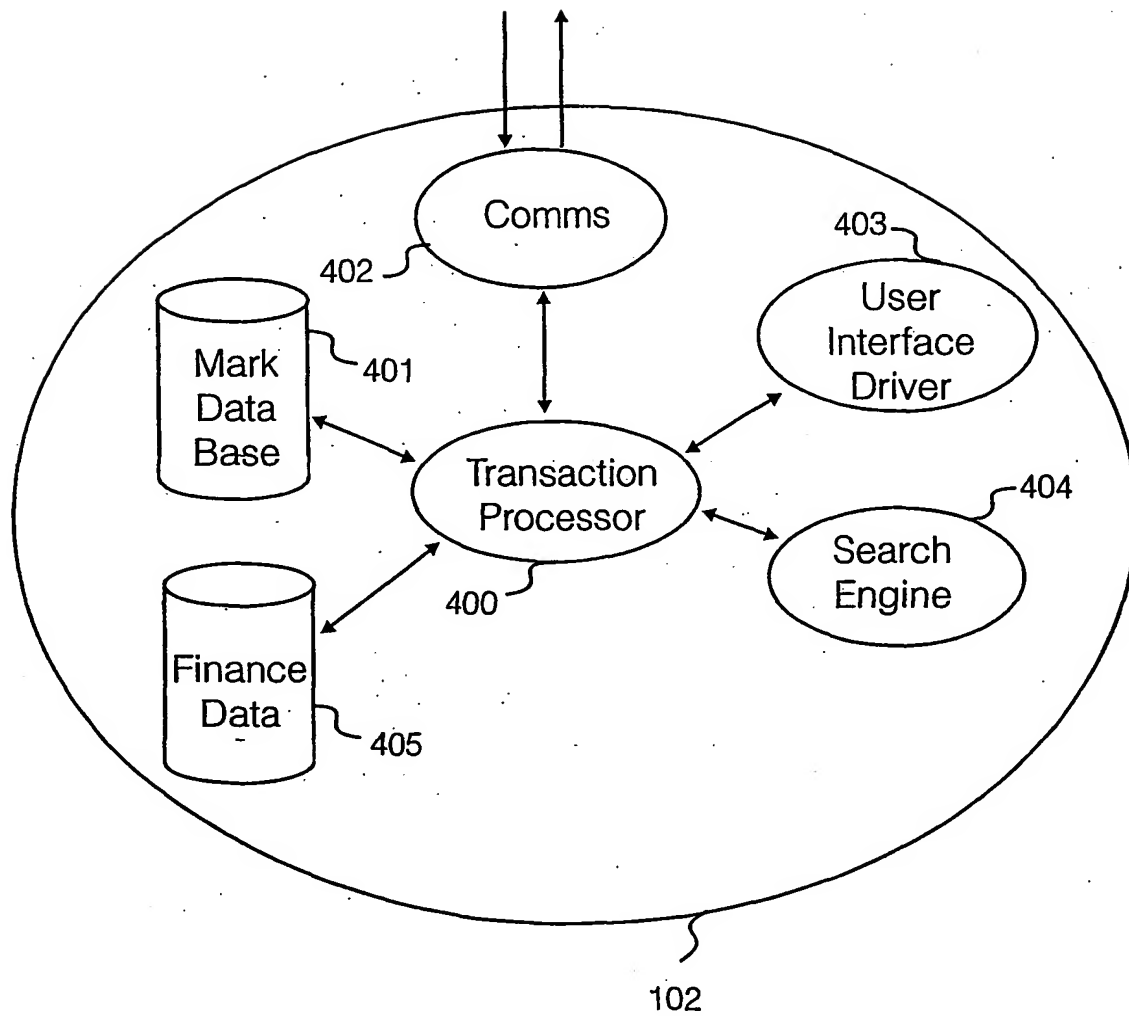 Comms
402
403
User
Interface
Driver
Mark
Data
Base
401
Transaction
Processor
400
404
Search
Engine
Finance
Data
405
102